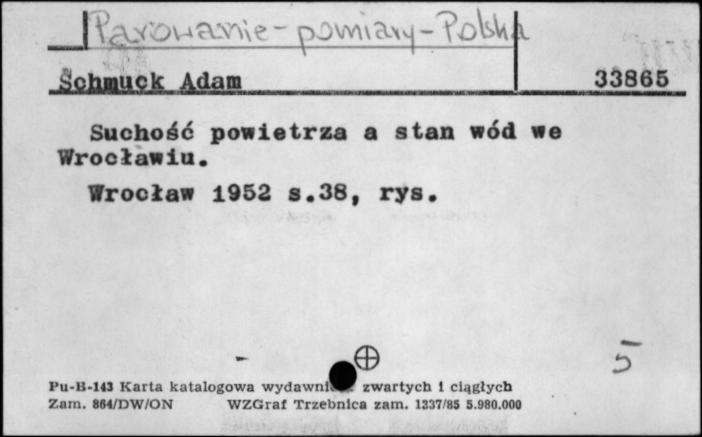 Parowanie - pomiary - Polska
Schmuck Adam 33865
Suchość powietrza a stan wód we
Wrocławiu.
Wrocław 1952 s.38, rys.
5
Pu-B-143 Karta katalogowa wydawni zwartych i ciągłych
Zam. 864/DW/ON WZGraf Trzebnica zam. 1337/85 5.980.000